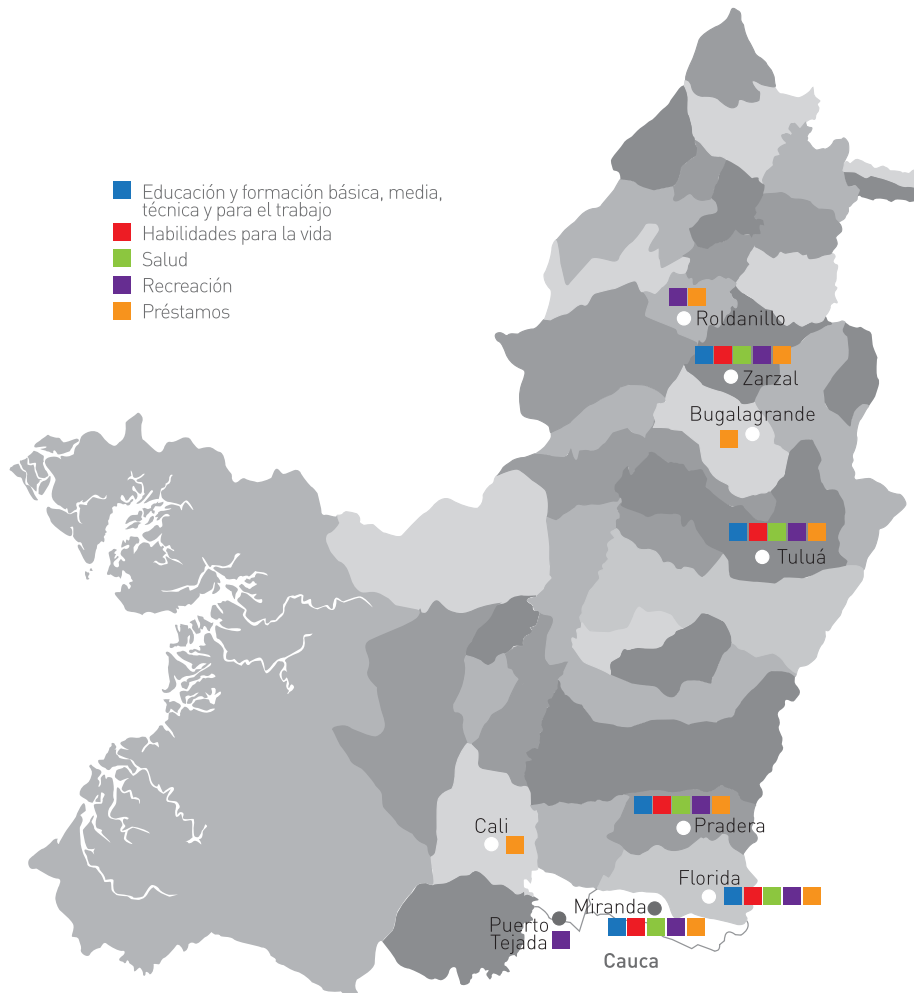 Educación y formación básica, media,
técnica y para el trabajo
Habilidades para la vida
Salud
Recreación
Préstamos
Roldanillo
Zarzal
Bugalagrande
Tuluá
Cali
Pradera
Florida
Miranda
Puerto
Tejada
Cauca